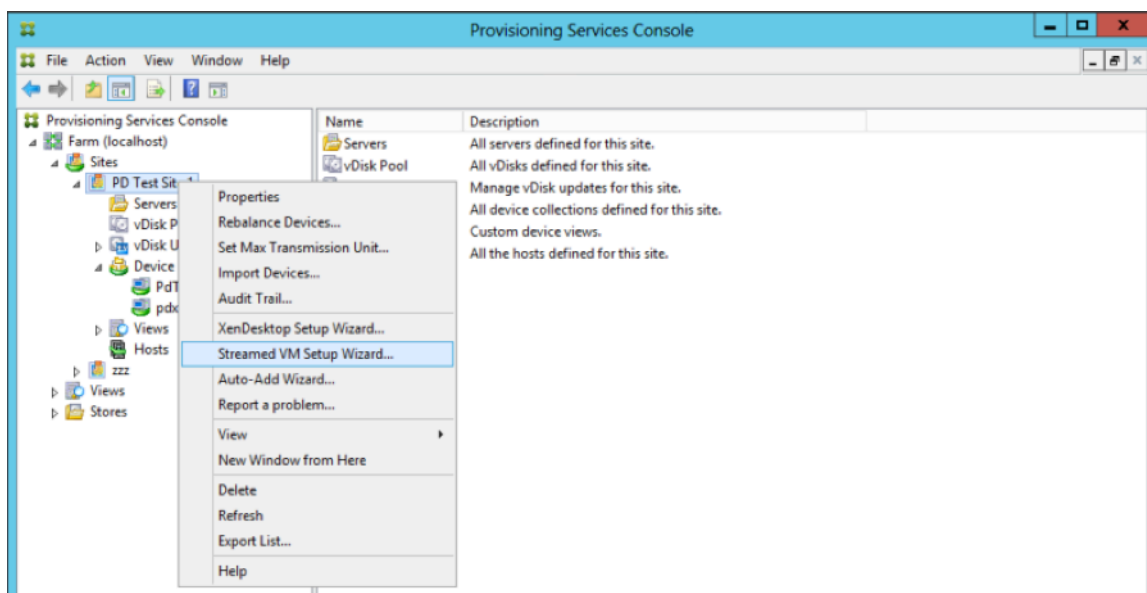 Provisioning Services Console
File Action View Window Help
Provisioning Services Console
Farm (localhost)
Sites
PD Test
Servers
vDisk
vDisk
Device
Views
Hosts
zzz
Views
Stores
Name Description
Servers All servers defined for this site.
vDisk Pool All vDisks defined for this site.
Manage vDisk updates for this site.
All device collections defined for this site.
Custom device views.
All the hosts defined for this site.
Properties
Rebalance Devices...
Set Max Transmission Unit...
Import Devices...
Audit Trail...
XenDesktop Setup Wizard...
Streamed VM Setup Wizard...
Auto-Add Wizard...
Report a problem...
View
New Window from Here
Delete
Refresh
Export List...
Help